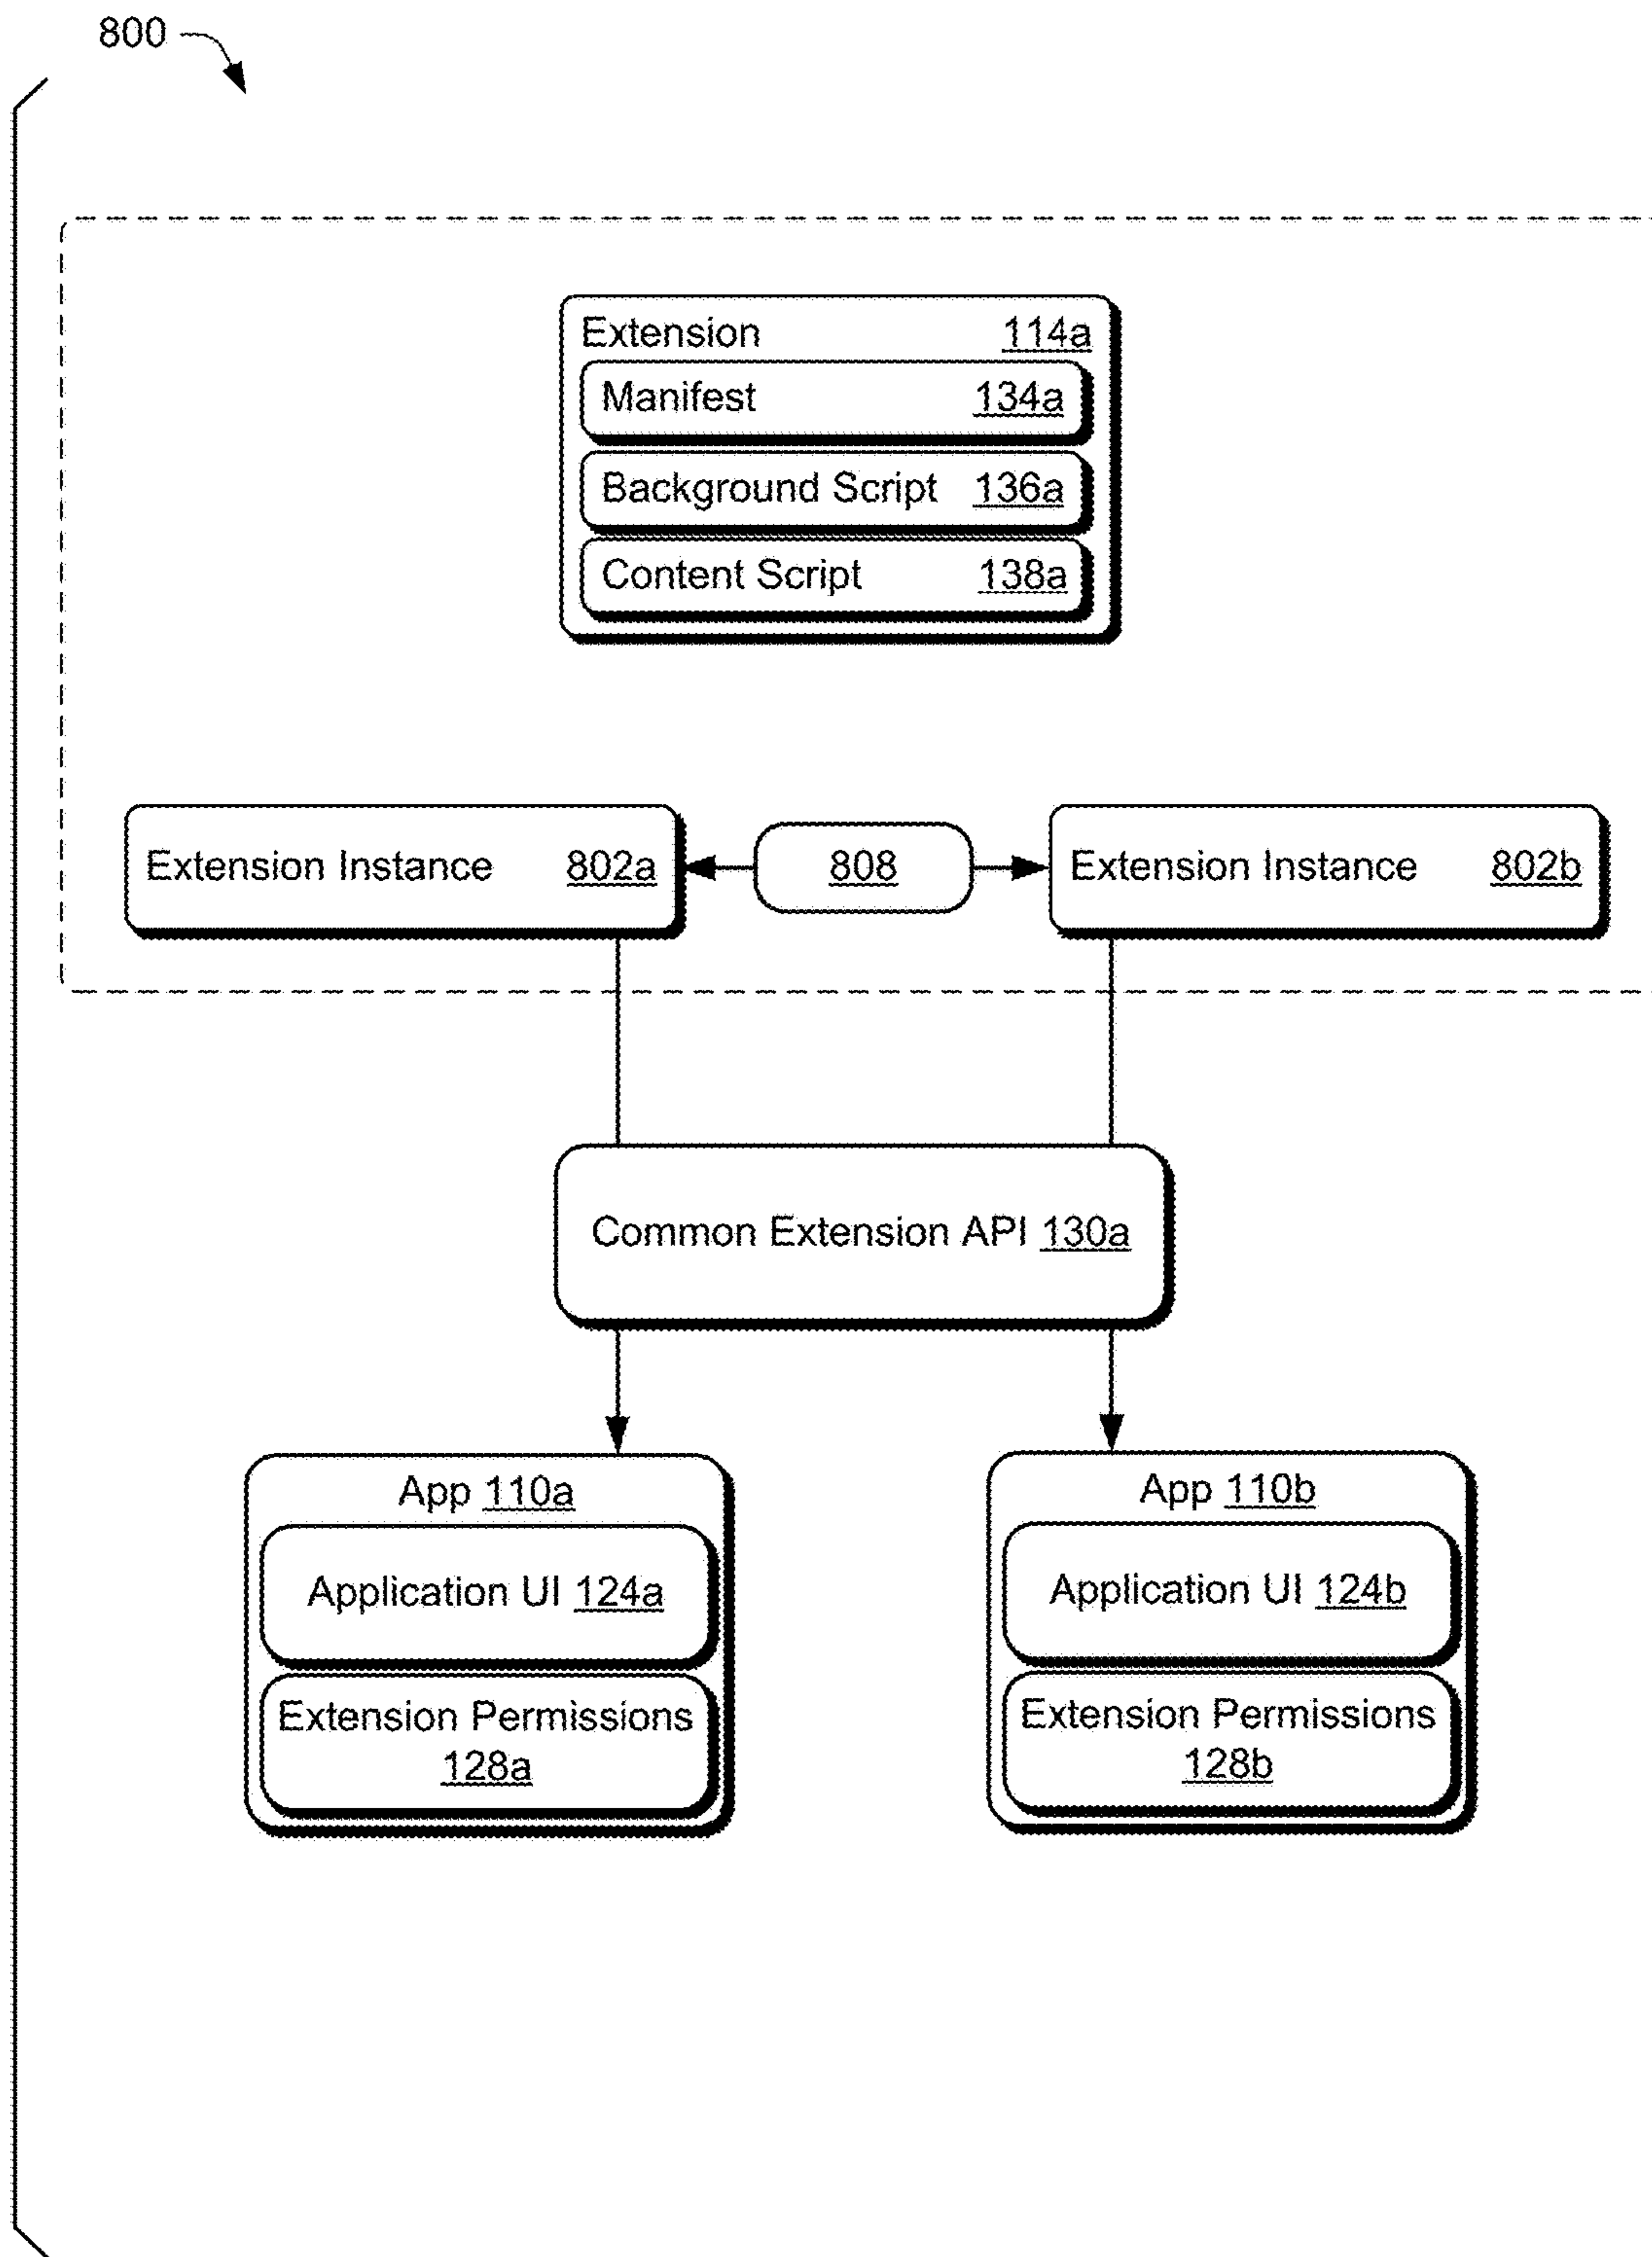 800
Extension 114a
Manifest 134a
Background Script 136a
Content Script 138a
Extension Instance 802a
808
Extension Instance 802b
Common Extension API 130a
App 110a
Application UI 124a
Extension Permissions
128a
App 110b
Application UI 124b
Extension Permissions
128b